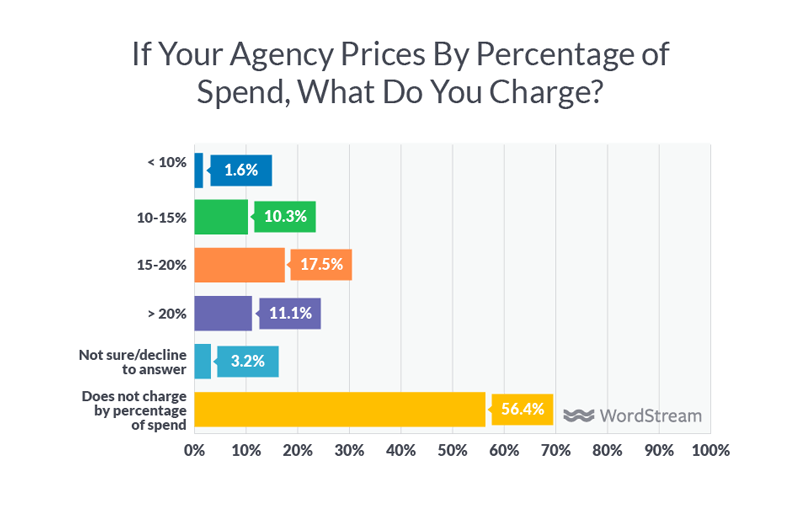 If Your Agency Prices By Percentage of
Spend, What Do You Charge?
< 10%
1.6%
10-15%
10.3%
15-20%
17.5%
> 20%
11.1%
Not sure/decline
to answer
3.2%
Does not charge
by percentage
of spend
56.4%
WordStream
0% 10% 20% 30% 40% 50% 60% 70% 80% 90% 100%